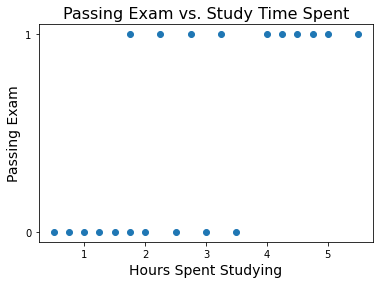 Passing Exam vs. Study Time Spent
1
Passing Exam
0
1 2 3 4 5
Hours Spent Studying